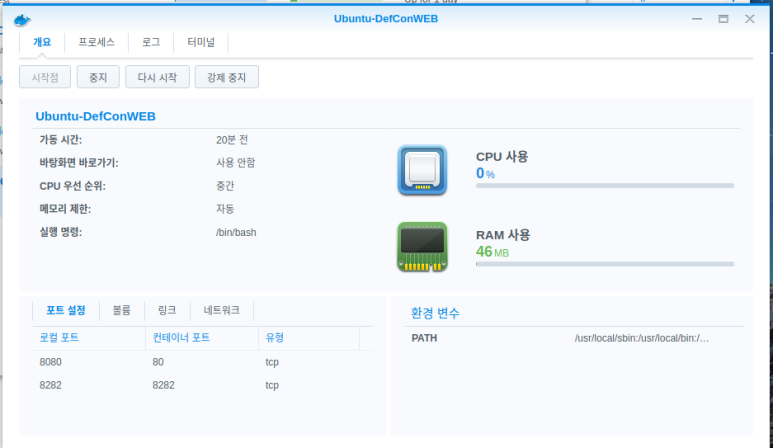 Up for 1 day
Ubuntu-DefConWEB
개요 프로세스 로그 터미널
시작점 중지 다시 시작 강제 중지
Ubuntu-DefConWEB
가동 시간: 20분 전
바탕화면 바로가기: 사용 안함
CPU 우선 순위: 중간
메모리 제한: 자동
실행 명령: /bin/bash
CPU 사용
0%
RAM 사용
46 MB
포트 설정 볼륨 링크 네트워크
로컬 포트 컨테이너 포트 유형
8080 80 tcp
8282 8282 tcp
환경 변수
PATH /usr/local/sbin:/usr/local/bin:/...